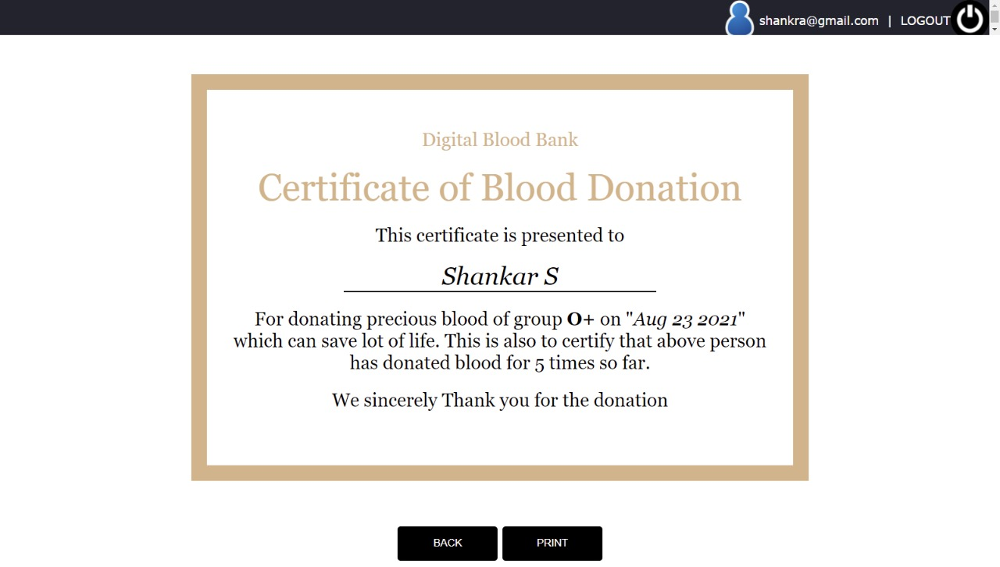 shankra@gmail.com | LOGOUT
Digital Blood Bank
Certificate of Blood Donation
This certificate is presented to
Shankar S
For donating precious blood of group O+ on "Aug 23 2021"
which can save lot of life. This is also to certify that above person
has donated blood for 5 times so far.
We sincerely Thank you for the donation
BACK PRINT